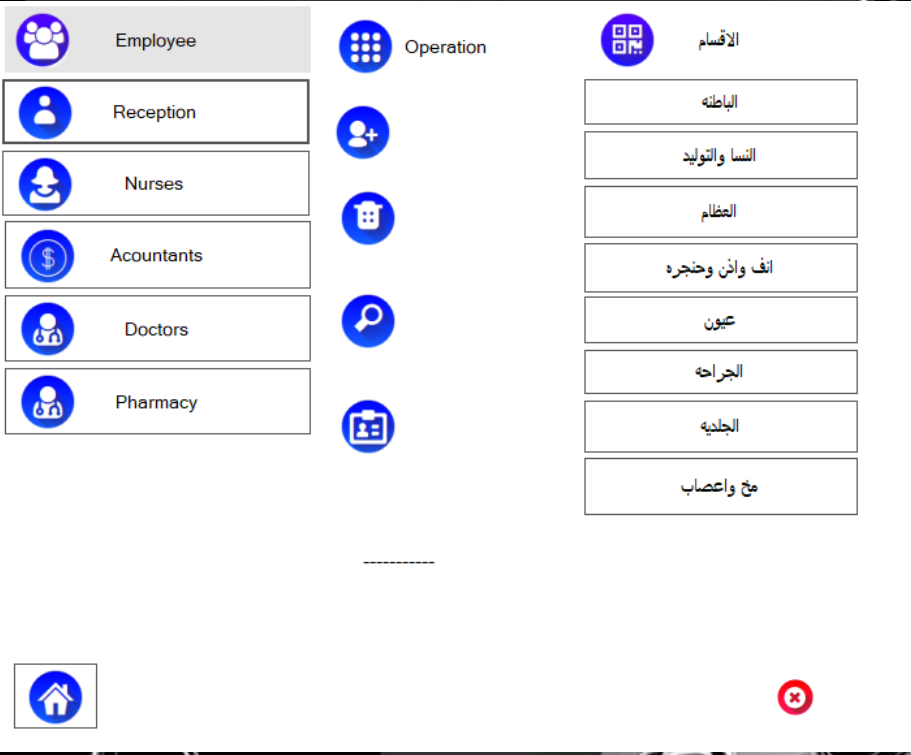 Employee
Reception
Nurses
Acountants
Doctors
Pharmacy
Operation
-----------
الاقسام
الباطنه
النسا والتوليد
العظام
انف واذن وحنجره
عيون
الجراحه
الجلديه
مخ واعصاب